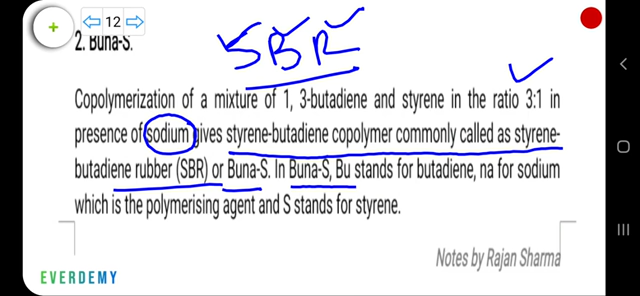 12
2. Buna-S.
SBR
Copolymerization of a mixture of 1, 3-butadiene and styrene in the ratio 3:1 in
presence of sodium gives styrene-butadiene copolymer commonly called as styrene-
butadiene rubber (SBR) or Buna-S. In Buna-S, Bu stands for butadiene, na for sodium
which is the polymerising agent and S stands for styrene.
Notes by Rajan Sharma
EVERDEMY